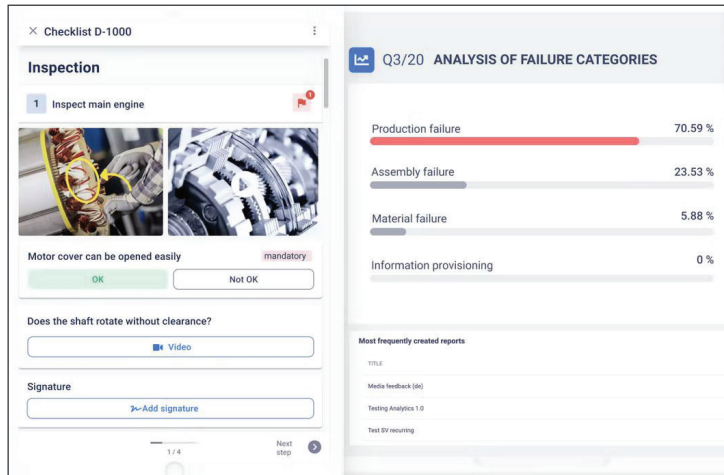 Checklist D-1000
Inspection
1 Inspect main engine 1
Motor cover can be opened easily mandatory
OK Not OK
Does the shaft rotate without clearance?
Video
Signature
Add signature
1 / 4 Next
step
Q3/20 ANALYSIS OF FAILURE CATEGORIES
Production failure 70.59 %
Assembly failure 23.53 %
Material failure 5.88 %
Information provisioning 0 %
Most frequently created reports
TITLE
Media feedback (de)
Testing Analytics 1.0
Test SV recurring